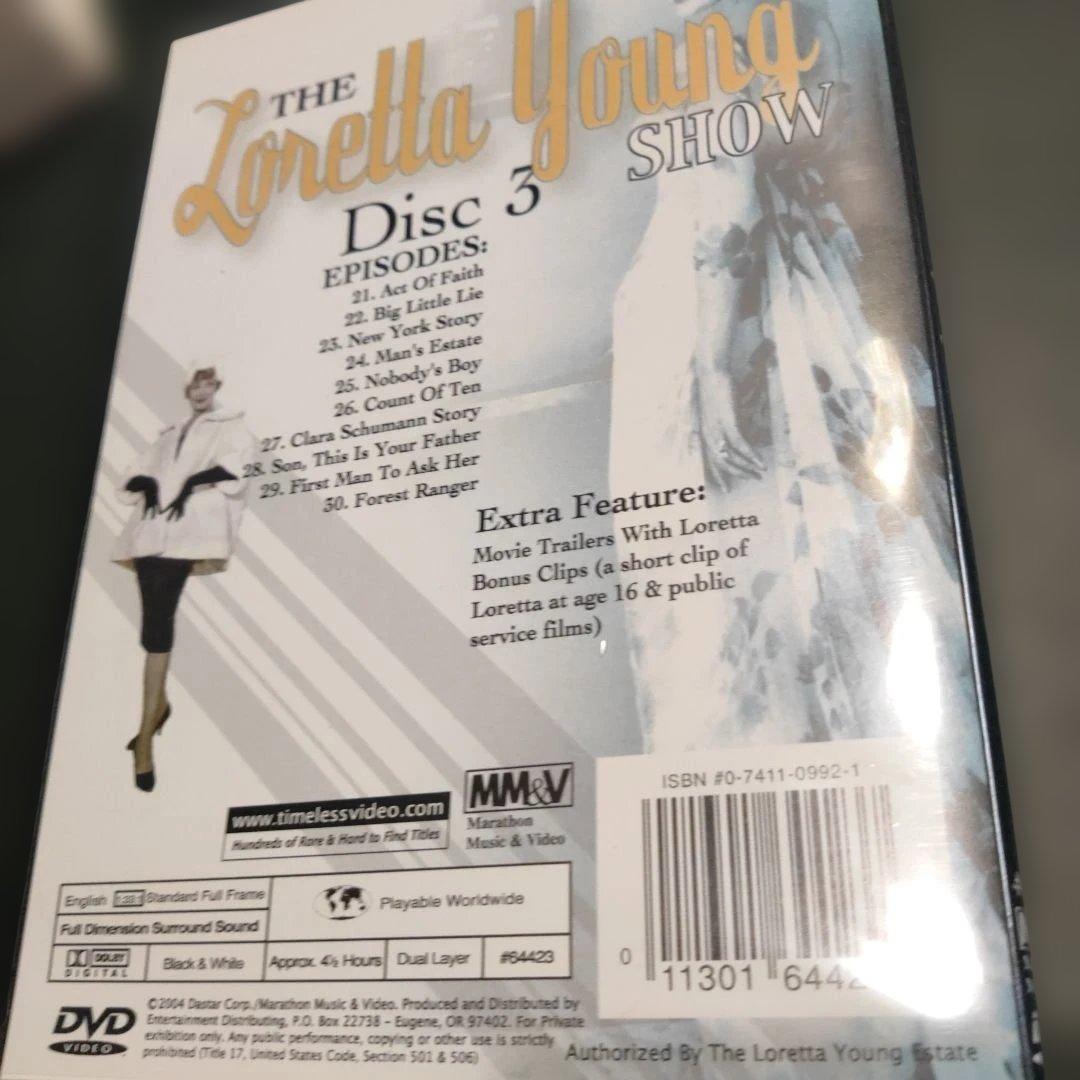 THE
Loretta Young
SHOW
Disc 3
EPISODES:
21. Act Of Faith
22. Big Little Lie
23. New York Story
24. Man's Estate
25. Nobody's Boy
26. Count Of Ten
27. Clara Schumann Story
28. Son, This Is Your Father
29. First Man To Ask Her
30. Forest Ranger
Extra Feature:
Movie Trailers With Loretta
Bonus Clips (a short clip of
Loretta at age 16 & public
service films)
www.timelessvideo.com
Hundreds of Rare & Hard to Find Titles
MM&V
Marathon
Music & Video
ISBN #0-7411-0992-1
0 11301 644
English 1.33:1 Standard Full Frame
Full Dimension Surround Sound
Playable Worldwide
DOLBY
DIGITAL
Black & White
Approx. 4½ Hours
Dual Layer
#64423
DVD
VIDEO
©2004 Dastar Corp./Marathon Music & Video. Produced and Distributed by
Entertainment Distributing, P.O. Box 22738 – Eugene, OR 97402. For Private
exhibition only. Any public performance, copying or other use is strictly
prohibited (Title 17, United States Code, Section 501 & 506)
Authorized By The Loretta Young Estate